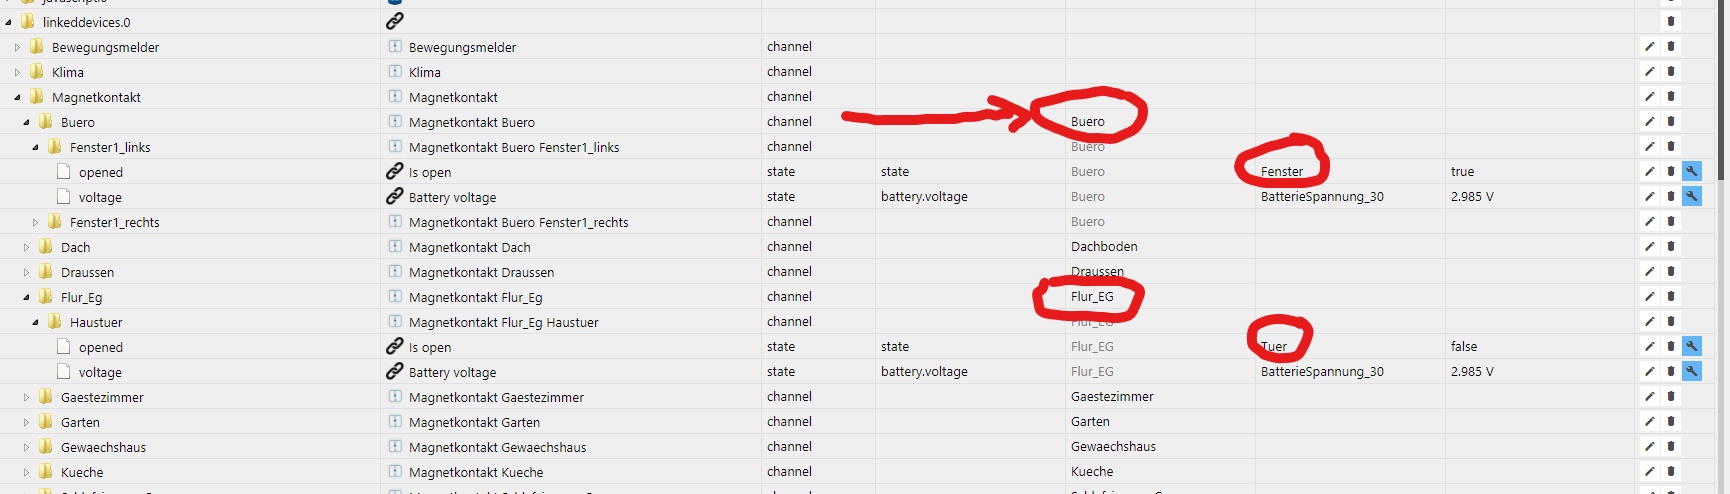 javascript.0
linkeddevices.0
Bewegungsmelder Bewegungsmelder channel
Klima Klima channel
Magnetkontakt Magnetkontakt channel
Buero Magnetkontakt Buero channel Buero
Fenster1_links Magnetkontakt Buero Fenster1_links channel Buero
opened Is open state state Buero Fenster true
voltage Battery voltage state battery.voltage Buero BatterieSpannung_30 2.985 V
Fenster1_rechts Magnetkontakt Buero Fenster1_rechts channel Buero
Dach Magnetkontakt Dach channel Dachboden
Draussen Magnetkontakt Draussen channel Draussen
Flur_Eg Magnetkontakt Flur_Eg channel Flur_EG
Haustuer Magnetkontakt Flur_Eg Haustuer channel Flur_EG
opened Is open state state Flur_EG Tuer false
voltage Battery voltage state battery.voltage Flur_EG BatterieSpannung_30 2.985 V
Gaestezimmer Magnetkontakt Gaestezimmer channel Gaestezimmer
Garten Magnetkontakt Garten channel Garten
Gewaechshaus Magnetkontakt Gewaechshaus channel Gewaechshaus
Kueche Magnetkontakt Kueche channel Kueche